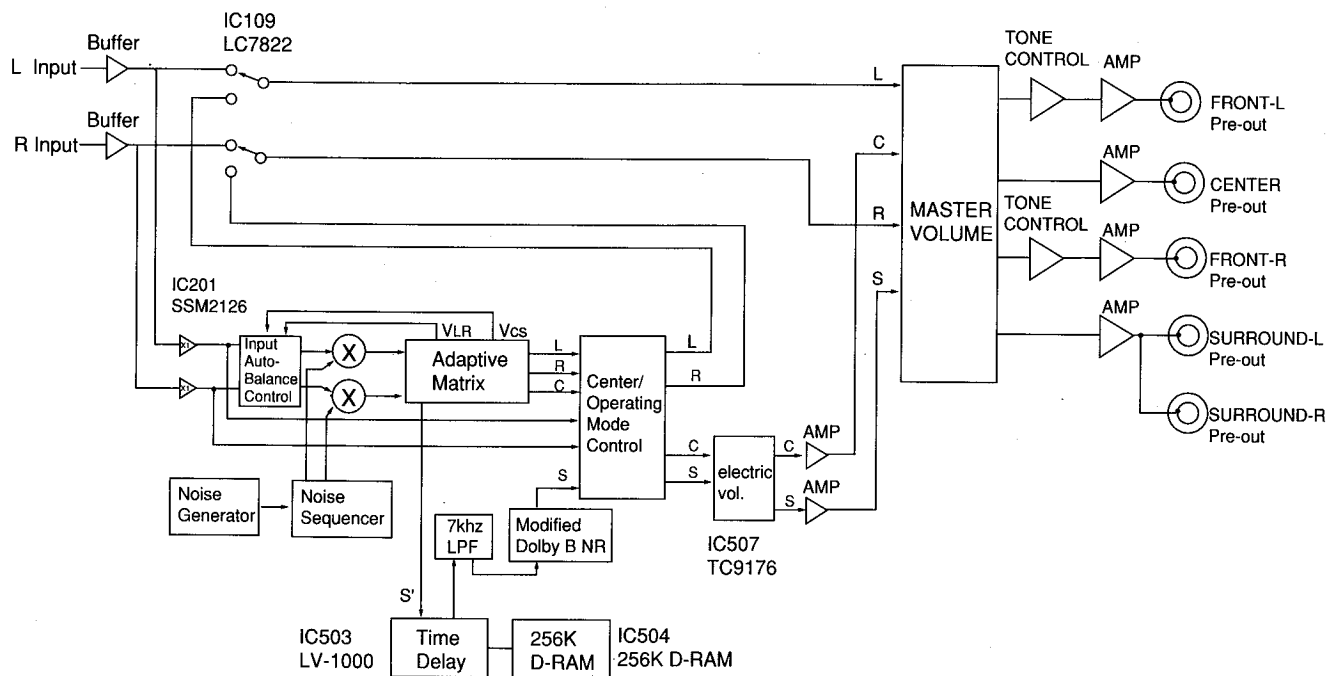 IC109
LC7822
Buffer
L Input
Buffer
R Input
L
C
R
S
MASTER
VOLUME
TONE
CONTROL
AMP
FRONT-L
Pre-out
AMP
CENTER
Pre-out
TONE
CONTROL
AMP
FRONT-R
Pre-out
AMP
SURROUND-L
Pre-out
SURROUND-R
Pre-out
IC201
SSM2126
X1
X1
Input
Auto-
Balance
Control
X
X
VLR
Vcs
Adaptive
Matrix
L
R
C
Center/
Operating
Mode
Control
L
R
C
S
electric
vol.
C
S
AMP
AMP
IC507
TC9176
Noise
Generator
Noise
Sequencer
7khz
LPF
Modified
Dolby B NR
S
S'
IC503
LV-1000
Time
Delay
256K
D-RAM
IC504
256K D-RAM